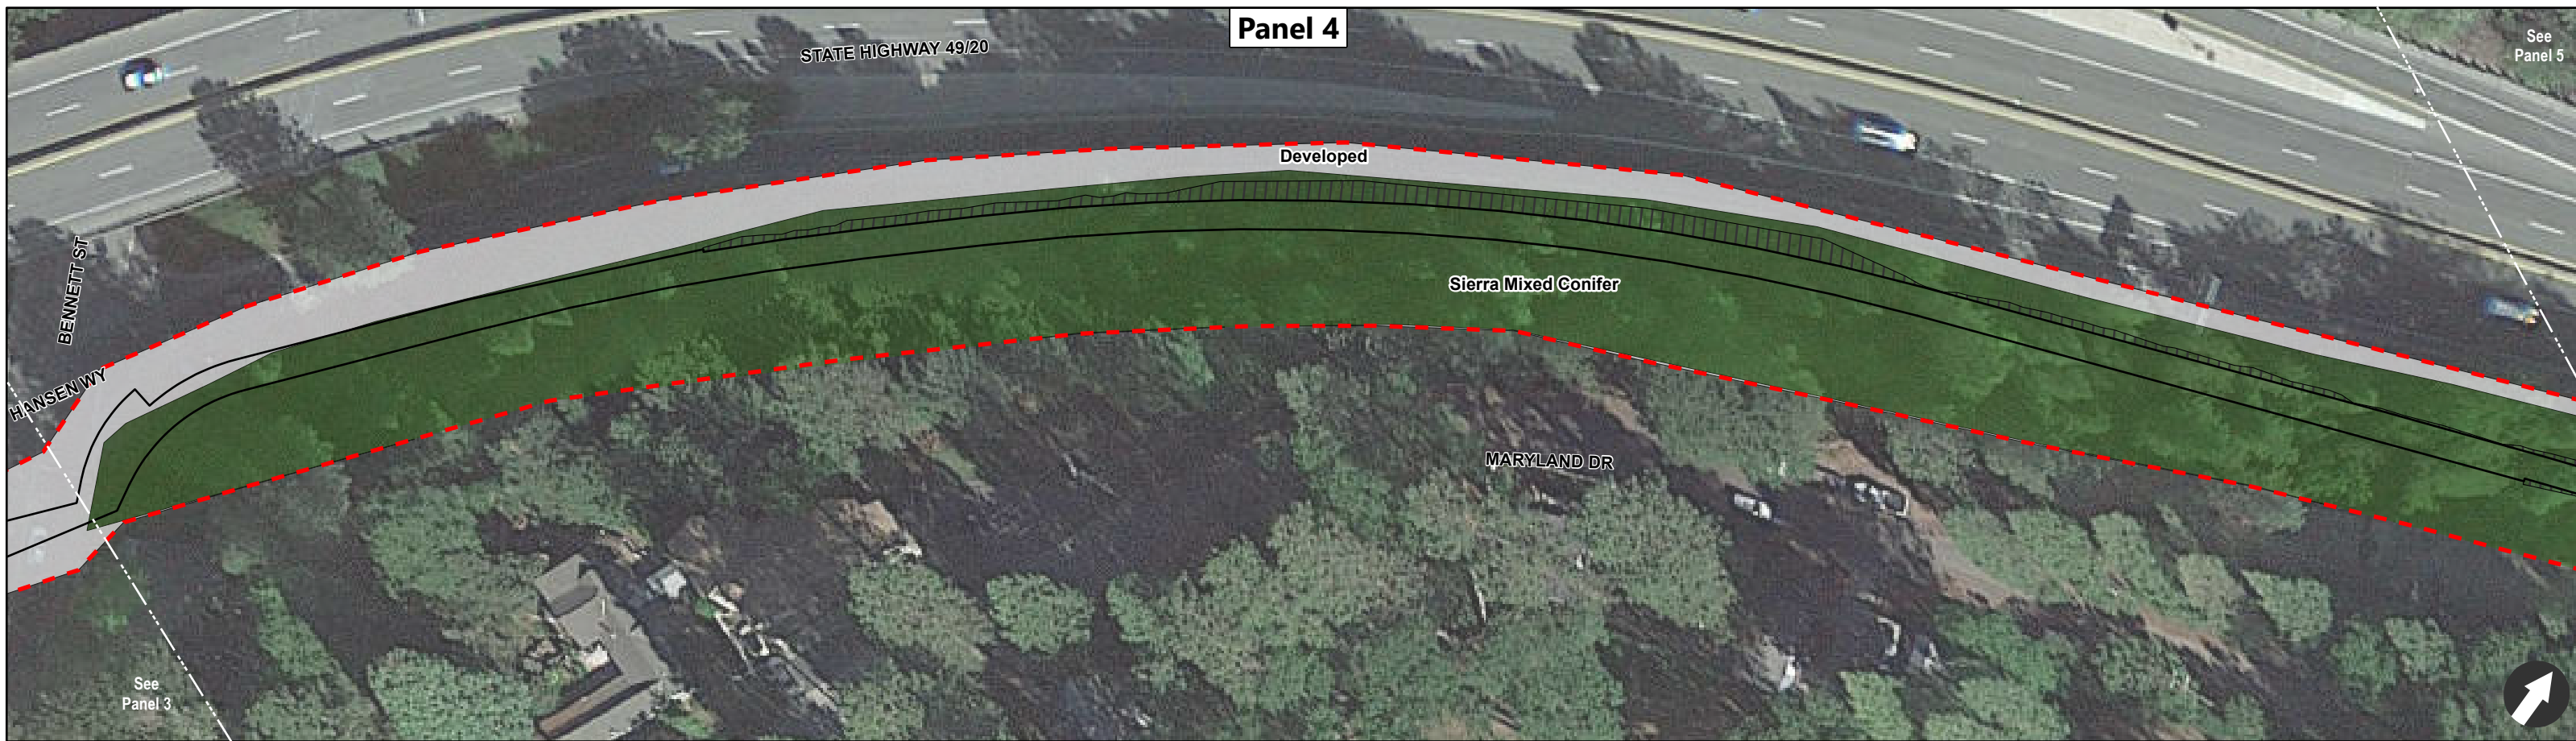 Panel 4
See
Panel 5
STATE HIGHWAY 49/20
Developed
BENNETT ST
Sierra Mixed Conifer
HANSEN WY
MARYLAND DR
See
Panel 3